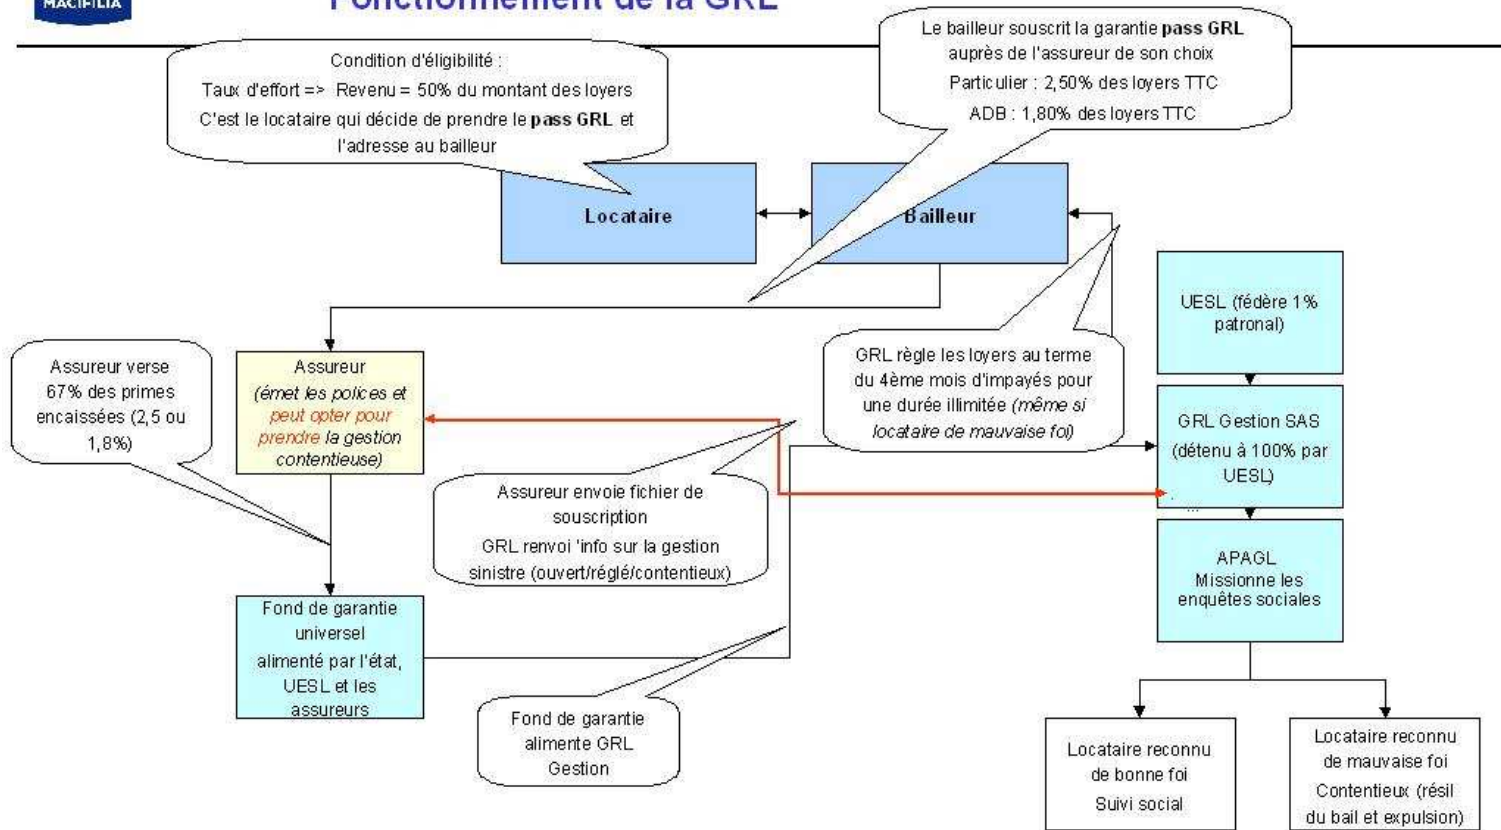 MACIFILIA
Fonctionnement de la GRL
Condition d'éligibilité :
Taux d'effort => Revenu = 50% du montant des loyers
C'est le locataire qui décide de prendre le pass GRL et
l'adresse au bailleur
Le bailleur souscrit la garantie pass GRL
auprès de l'assureur de son choix
Particulier : 2,50% des loyers TTC
ADB : 1,80% des loyers TTC
Locataire
Bailleur
UESL (fédère 1%
patronal)
Assureur verse
67% des primes
encaissées (2,5 ou
1,8%)
Assureur
(émet les polices et
peut opter pour
prendre la gestion
contentieuse)
GRL règle les loyers au terme
du 4ème mois d'impayés pour
une durée illimitée (même si
locataire de mauvaise foi)
GRL Gestion SAS
(détenu à 100% par
UESL)
...
Assureur envoie fichier de
souscription
GRL renvoi 'info sur la gestion
sinistre (ouvert/réglé/contentieux)
APAGL
Missionne les
enquêtes sociales
Fond de garantie
universel
alimenté par l'état,
UESL et les
assureurs
Fond de garantie
alimente GRL
Gestion
Locataire reconnu
de bonne foi
Suivi social
Locataire reconnu
de mauvaise foi
Contentieux (résil
du bail et expulsion)